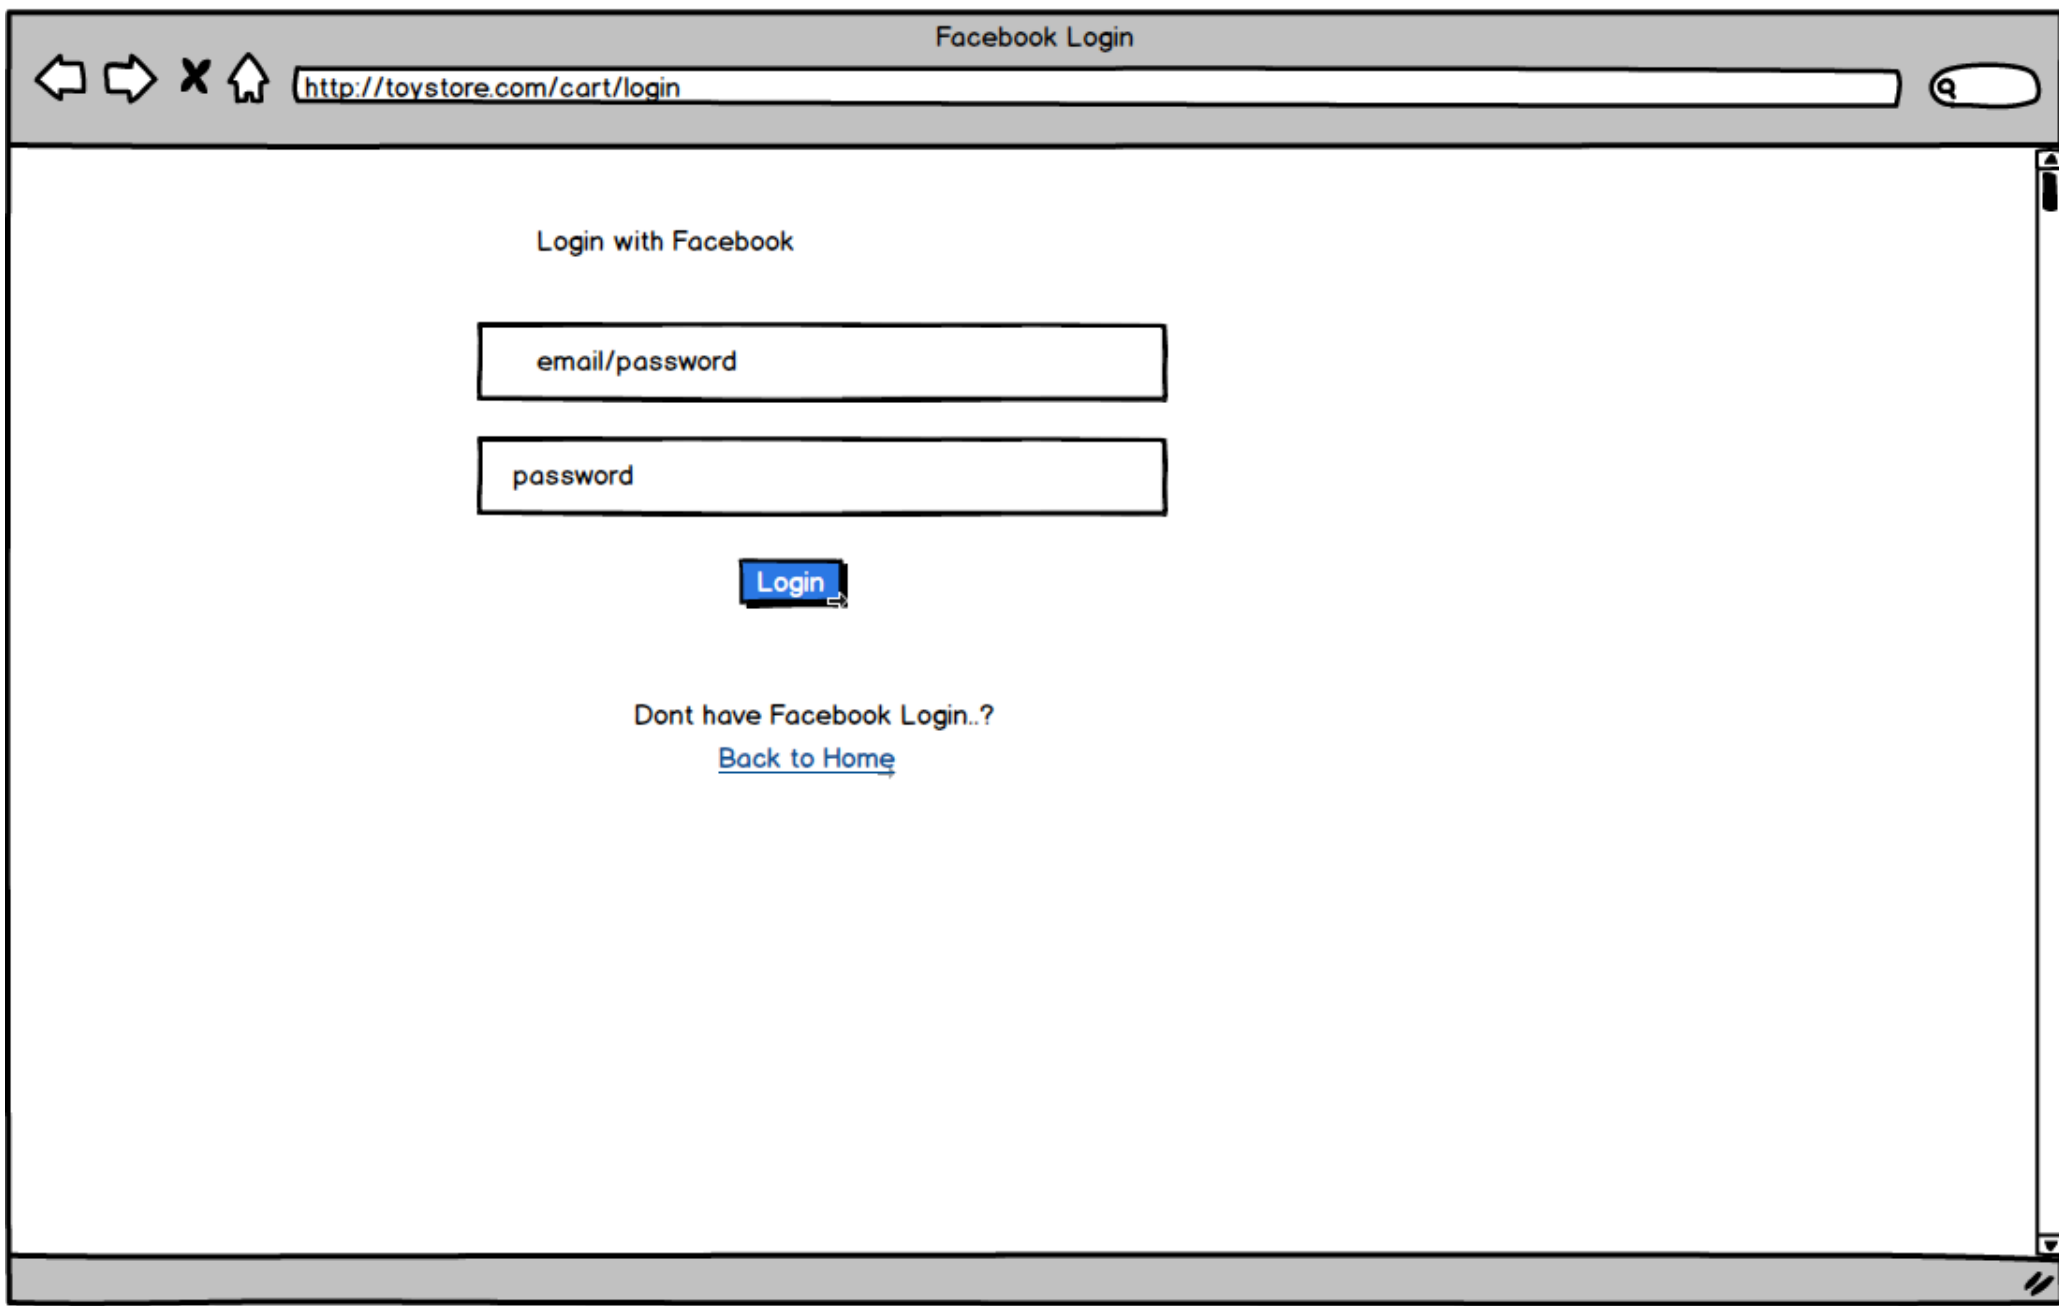 Facebook Login
http://toystore.com/cart/login
Login with Facebook
email/password
password
Login
Dont have Facebook Login..?
Back to Home